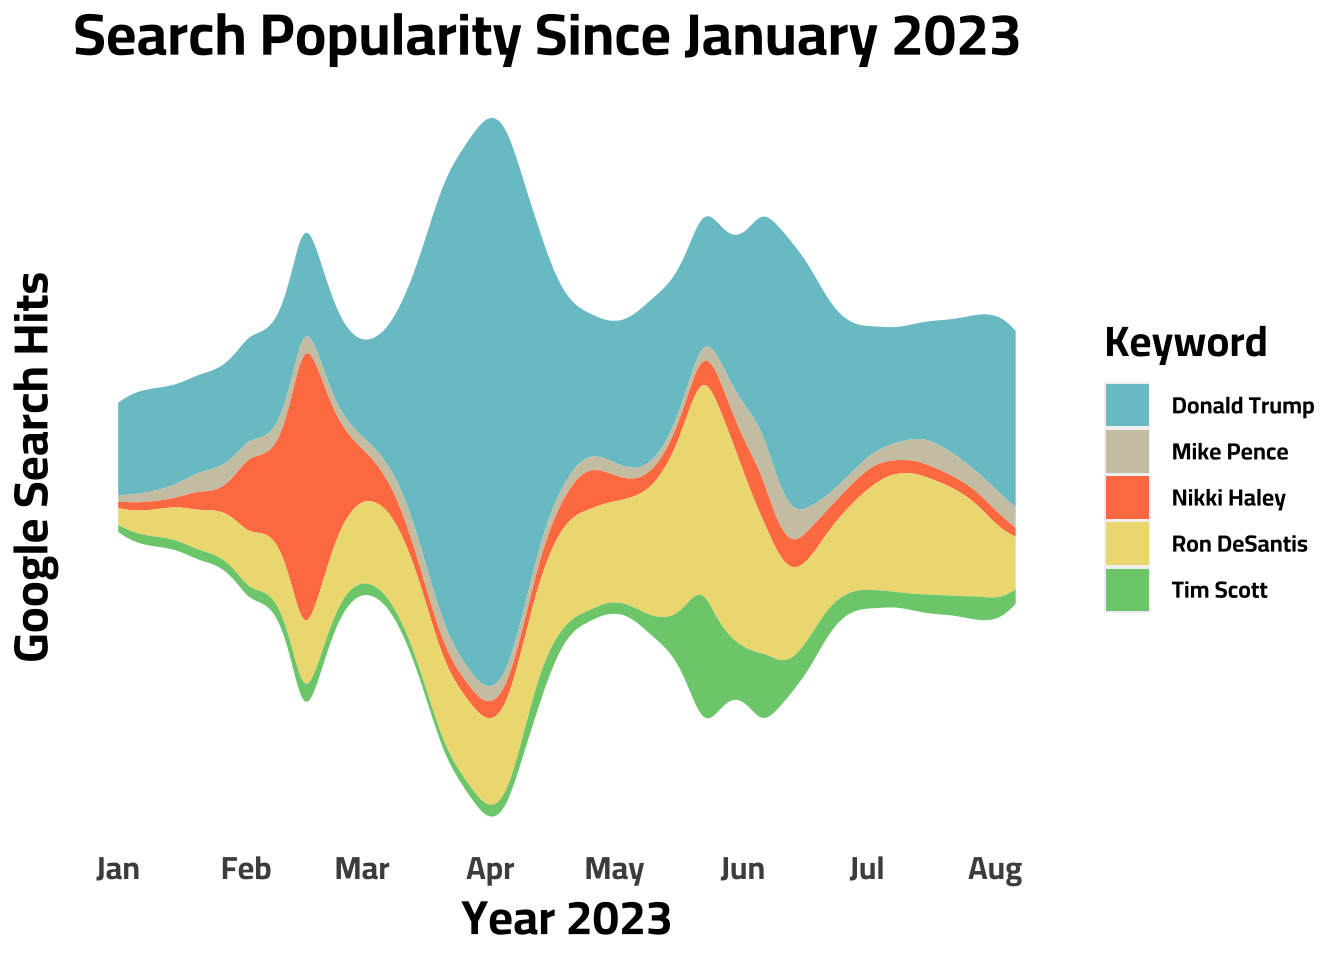 Search Popularity Since January 2023
Google Search Hits
Keyword
Donald Trump
Mike Pence
Nikki Haley
Ron DeSantis
Tim Scott
Jan Feb Mar Apr May Jun Jul Aug
Year 2023